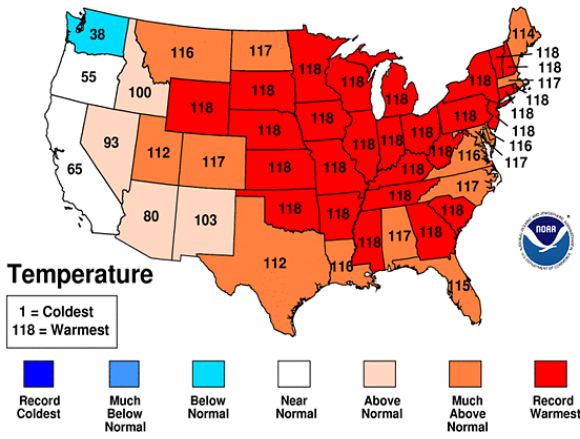 38
116
117
114
55
100
118
118
118
118
118
118
118
117
118
118
118
118
118
118
116
117
118
118
118
118
93
112
117
118
118
118
118
118
118
118
116
65
80
103
118
118
118
117
112
116
118
117
118
118
115
NOAA
Temperature
1 = Coldest
118 = Warmest
Record
Coldest
Much
Below
Normal
Below
Normal
Near
Normal
Above
Normal
Much
Above
Normal
Record
Warmest